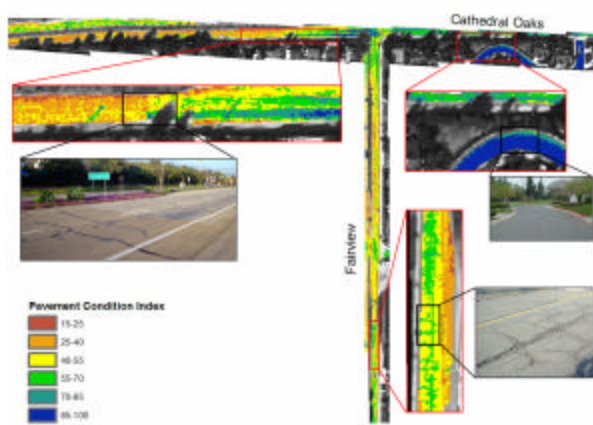 Cathedral Oaks
Fairview
Pavement Condition Index
15-25
25-40
40-55
55-70
70-85
85-100